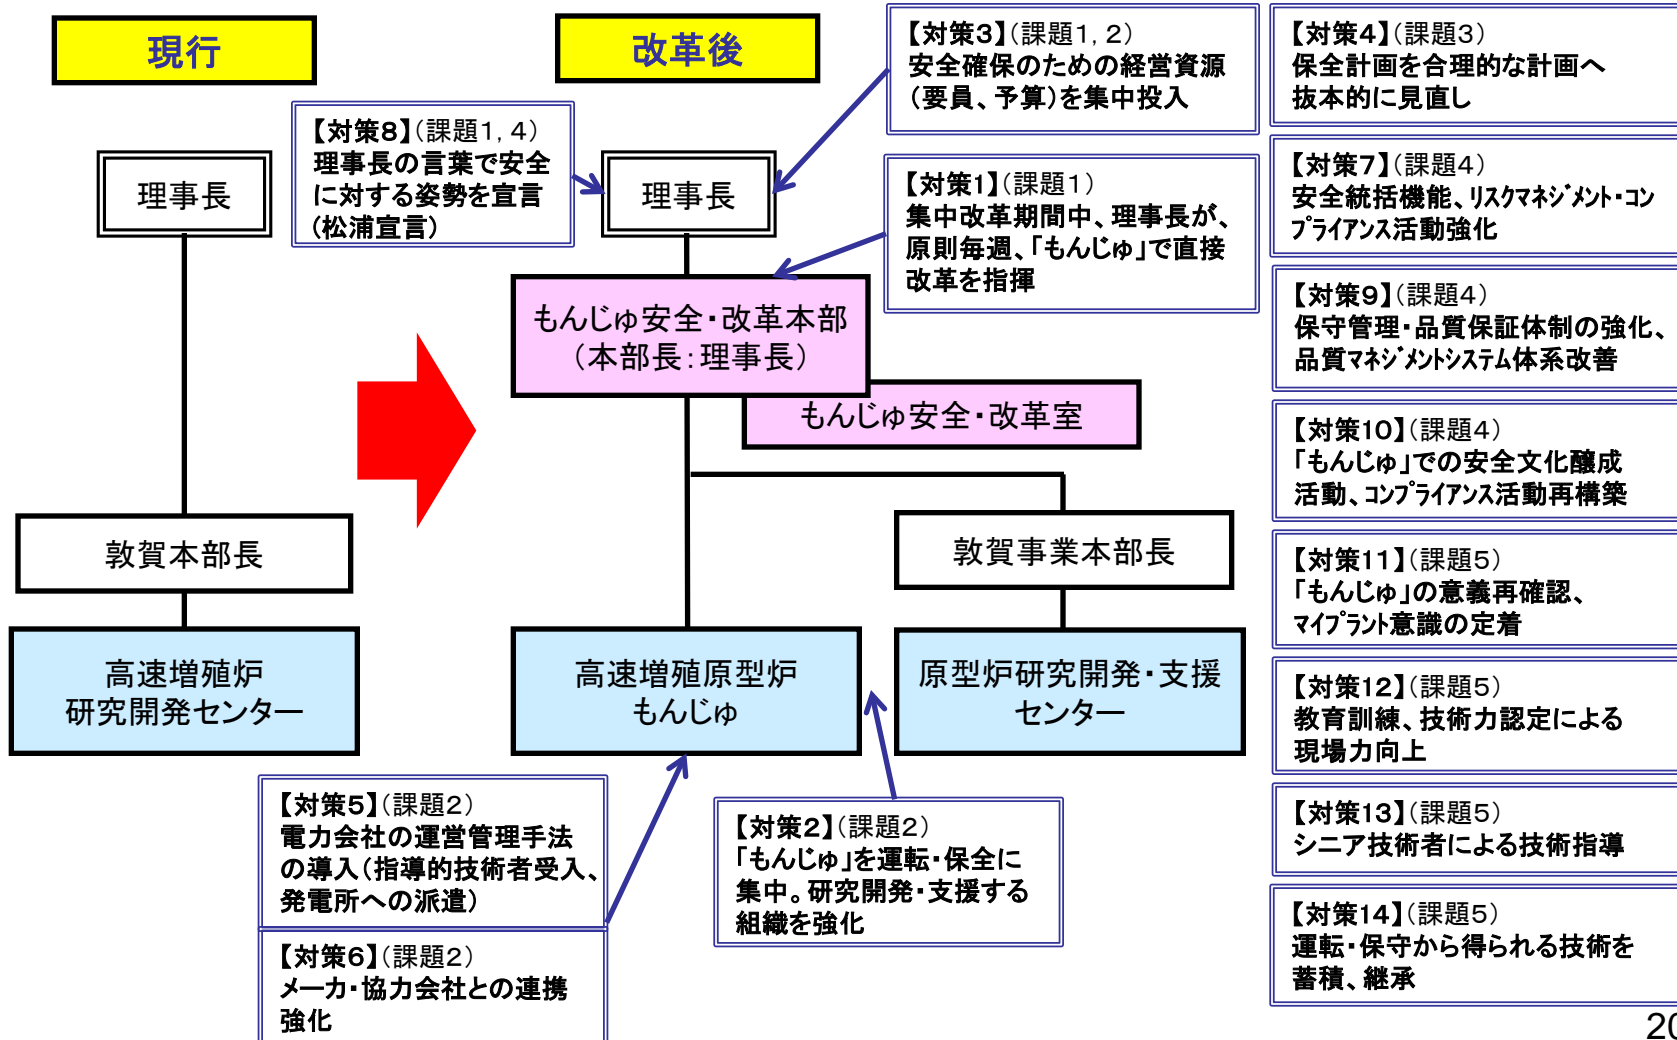 現行
理事長
敦賀本部長
高速増殖炉
研究開発センター
改革後
【対策8】(課題1，4)
理事長の言葉で安全
に対する姿勢を宣言
(松浦宣言)
理事長
もんじゅ安全・改革本部
（本部長：理事長）
もんじゅ安全・改革室
敦賀事業本部長
高速増殖原型炉
もんじゅ
原型炉研究開発・支援
センター
【対策5】(課題2)
電力会社の運営管理手法
の導入(指導的技術者受入、
発電所への派遣)
【対策6】(課題2)
メーカ・協力会社との連携
強化
【対策2】(課題2)
「もんじゅ」を運転・保全に
集中。研究開発・支援する
組織を強化
【対策3】(課題1，2)
安全確保のための経営資源
（要員、予算）を集中投入
【対策1】(課題1)
集中改革期間中、理事長が、
原則毎週、「もんじゅ」で直接
改革を指揮
【対策4】(課題3)
保全計画を合理的な計画へ
抜本的に見直し
【対策7】(課題4)
安全統括機能、ﾘｽｸﾏﾈｼﾞﾒﾝﾄ・ｺﾝ
ﾌﾟﾗｲｱﾝｽ活動強化
【対策9】(課題4)
保守管理・品質保証体制の強化、
品質ﾏﾈｼﾞﾒﾝﾄｼｽﾃﾑ体系改善
【対策10】(課題4)
「もんじゅ」での安全文化醸成
活動、ｺﾝﾌﾟﾗｲｱﾝｽ活動再構築
【対策11】(課題5)
「もんじゅ」の意義再確認、
ﾏｲﾌﾟﾗﾝﾄ意識の定着
【対策12】(課題5)
教育訓練、技術力認定による
現場力向上
【対策13】(課題5)
シニア技術者による技術指導
【対策14】(課題5)
運転・保守から得られる技術を
蓄積、継承
20